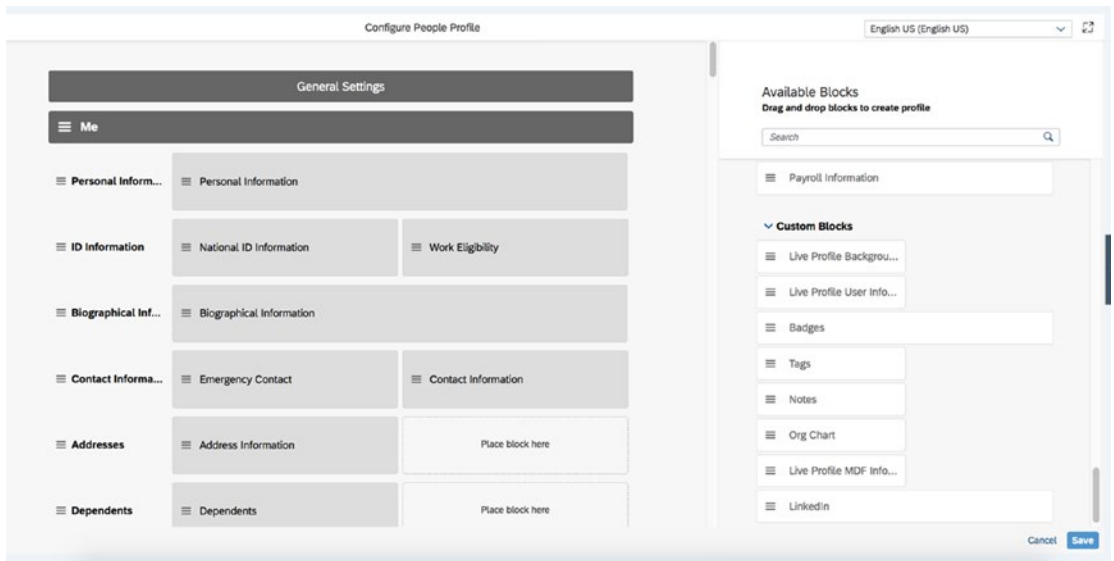 Configure People Profile
English US (English US)
General Settings
Me
Personal Inform... Personal Information
ID Information National ID Information Work Eligibility
Biographical Inf... Biographical Information
Contact Informa... Emergency Contact Contact Information
Addresses Address Information Place block here
Dependents Dependents Place block here
Available Blocks
Drag and drop blocks to create profile
Search
Payroll Information
Custom Blocks
Live Profile Backgrou...
Live Profile User Info...
Badges
Tags
Notes
Org Chart
Live Profile MDF Info...
LinkedIn
Cancel Save